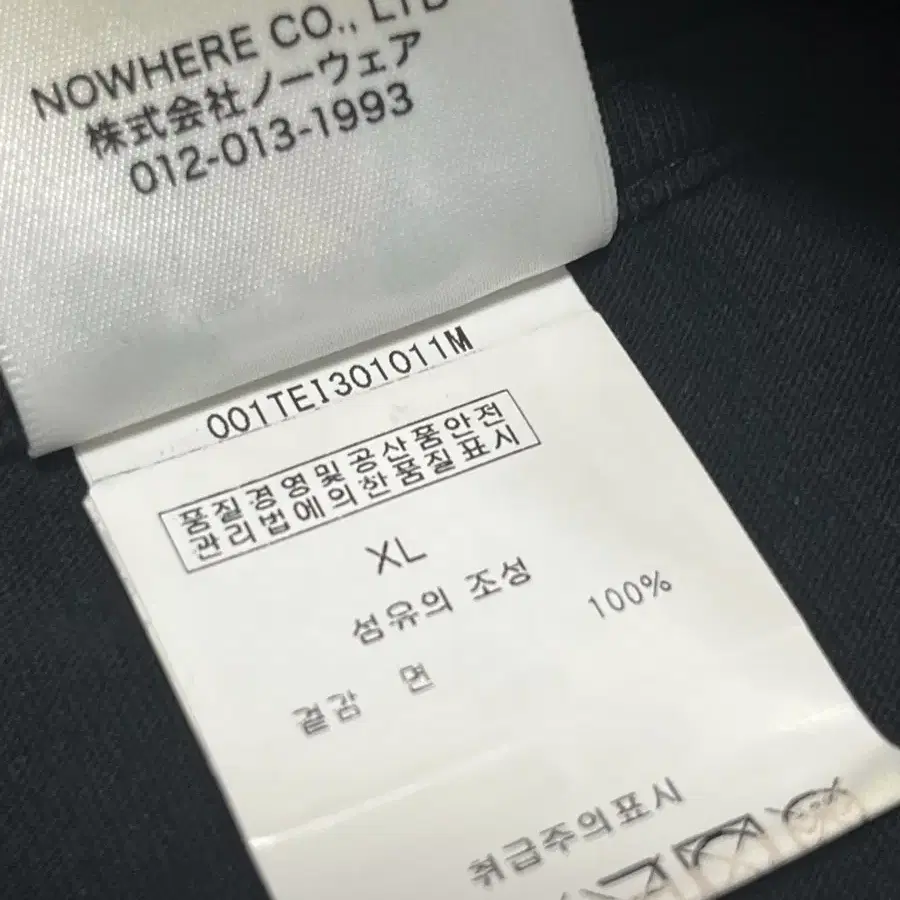 NOWHERE CO., LTD
株式会社ノーウェア
012-013-1993
001TEI301011M
품질경영및공산품안전
관리법에의산품질표시
XL
섬유의 조성
100%
겉감 면
취급주의표시